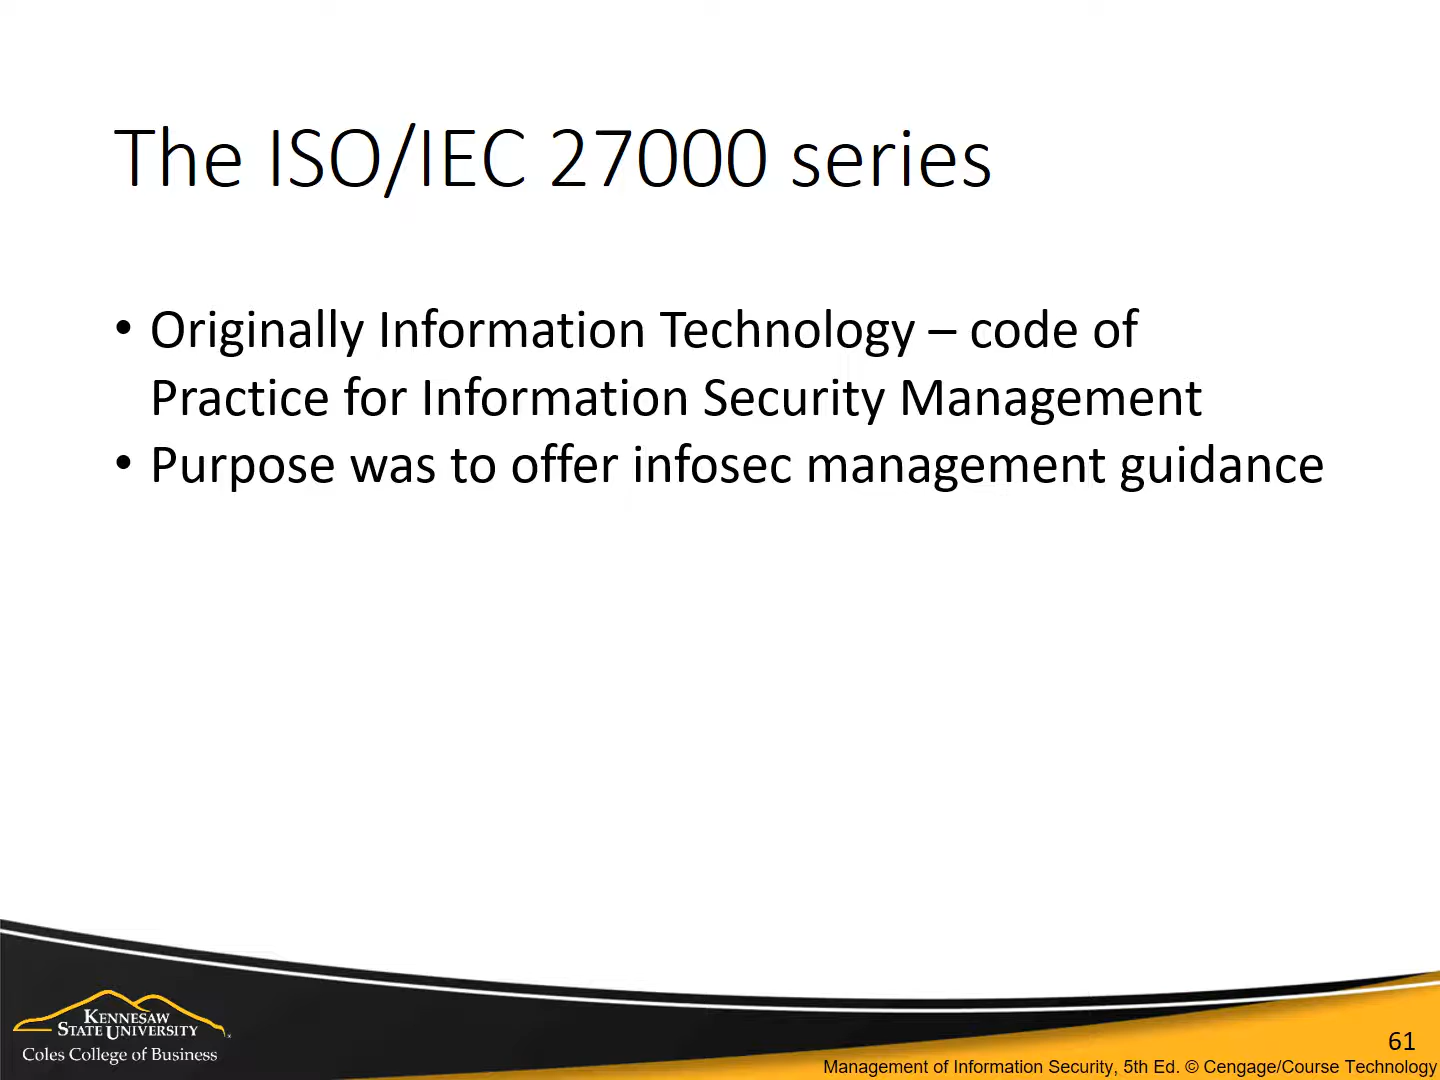 The ISO/IEC 27000 series
• Originally Information Technology – code of
Practice for Information Security Management
• Purpose was to offer infosec management guidance
KENNESAW
STATE UNIVERSITY
Coles College of Business
61
Management of Information Security, 5th Ed. © Cengage/Course Technology